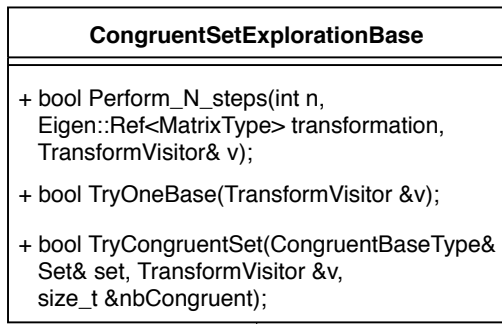 CongruentSetExplorationBase
+ bool Perform_N_steps(int n,
Eigen::Ref<MatrixType> transformation,
TransformVisitor& v);
+ bool TryOneBase(TransformVisitor &v);
+ bool TryCongruentSet(CongruentBaseType&
Set& set, TransformVisitor &v,
size_t &nbCongruent);